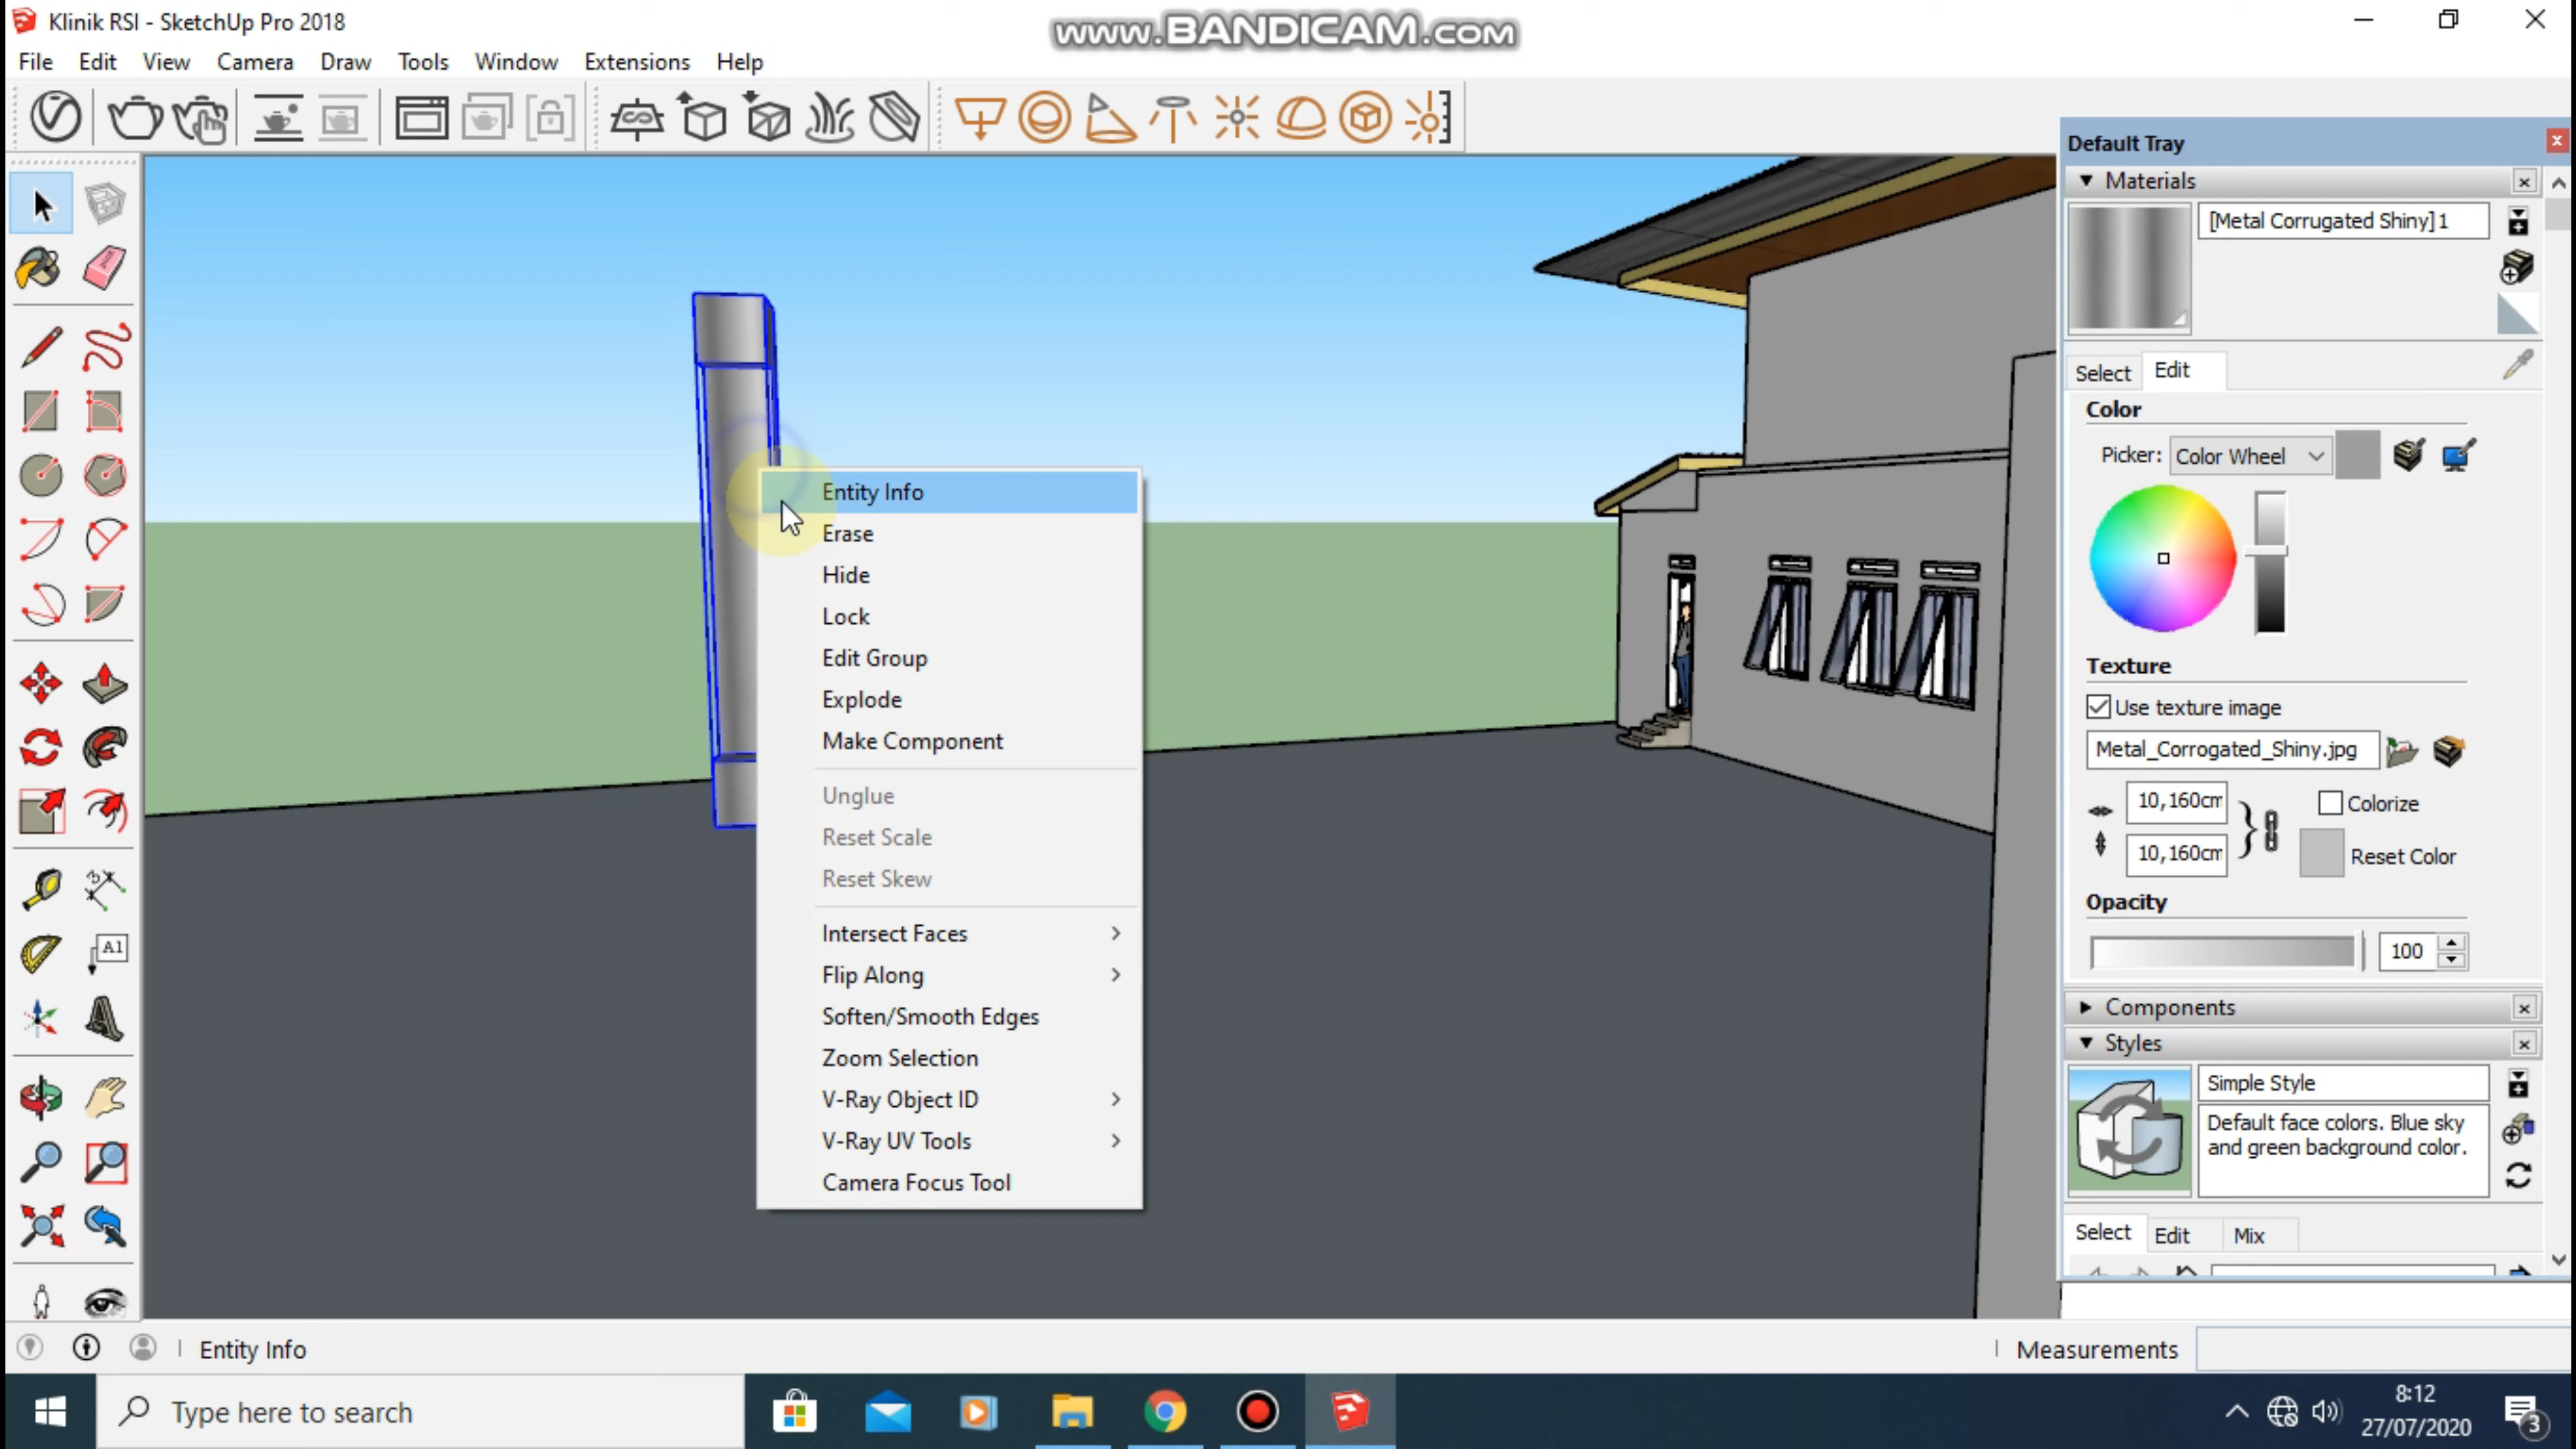 Klinik RSI - SketchUp Pro 2018
www.BANDICAM.com
File Edit View Camera Draw Tools Window Extensions Help
Default Tray
Materials
[Metal Corrugated Shiny]1
Select Edit
Color
Picker: Color Wheel
Texture
Use texture image
Metal_Corrogated_Shiny.jpg
10,160cm
Colorize
10,160cm
Reset Color
Opacity
100
Components
Styles
Simple Style
Default face colors. Blue sky
and green background color.
Select Edit Mix
Entity Info
Erase
Hide
Lock
Edit Group
Explode
Make Component
Unglue
Reset Scale
Reset Skew
Intersect Faces
Flip Along
Soften/Smooth Edges
Zoom Selection
V-Ray Object ID
V-Ray UV Tools
Camera Focus Tool
A1
Entity Info
Measurements
Type here to search
8:12
27/07/2020
3